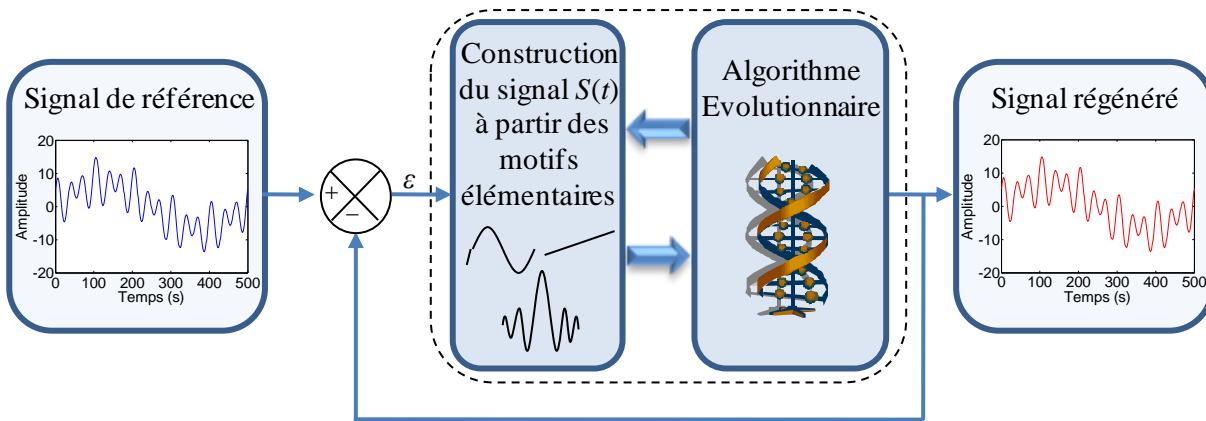 Signal de référence
20
10
0
-10
-20
Amplitude
0 100 200 300 400 500
Temps (s)
+
−
ε
Construction
du signal S(t)
à partir des
motifs
élémentaires
Algorithme
Evolutionnaire
Signal régénéré
20
10
0
-10
-20
Amplitude
0 100 200 300 400 500
Temps (s)